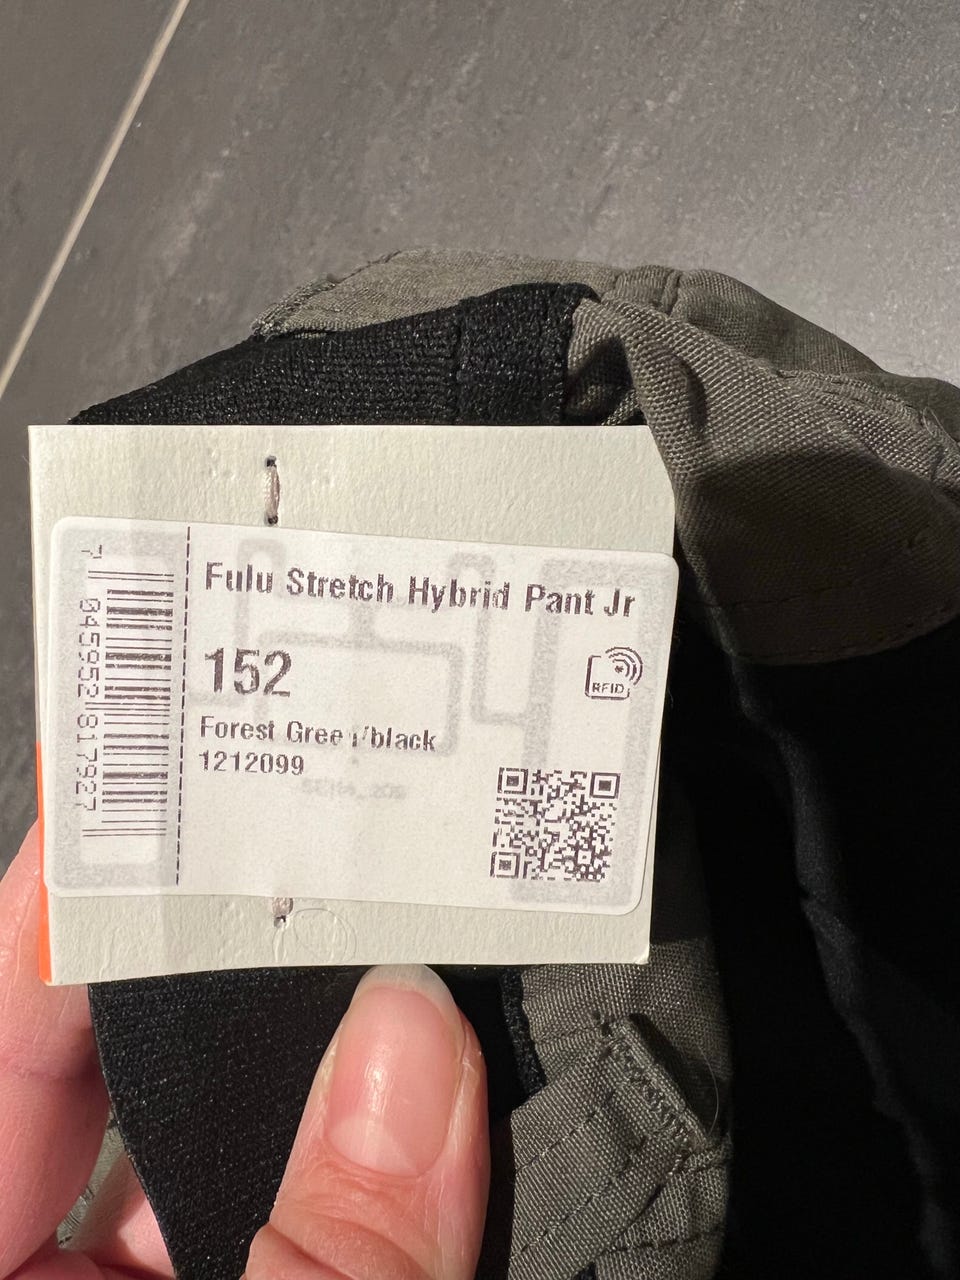 Fulu Stretch Hybrid Pant Jr
152
RFID
Forest Gree /black
1212099
7 045952 817927